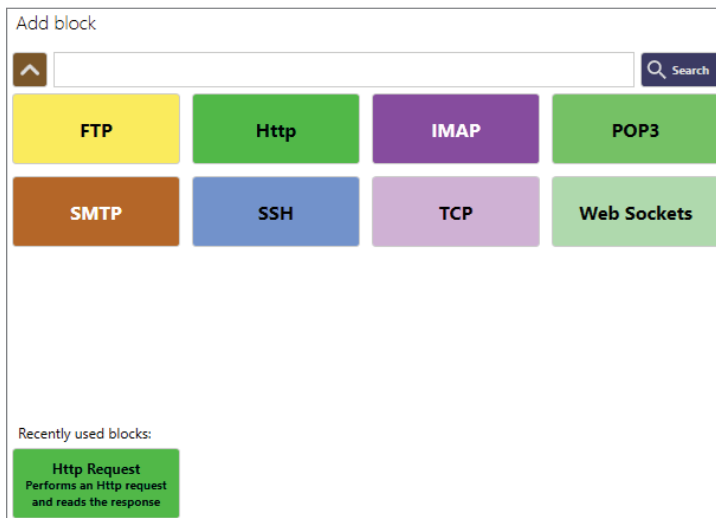 Add block
Search
FTP
Http
IMAP
POP3
SMTP
SSH
TCP
Web Sockets
Recently used blocks:
Http Request
Performs an Http request
and reads the response